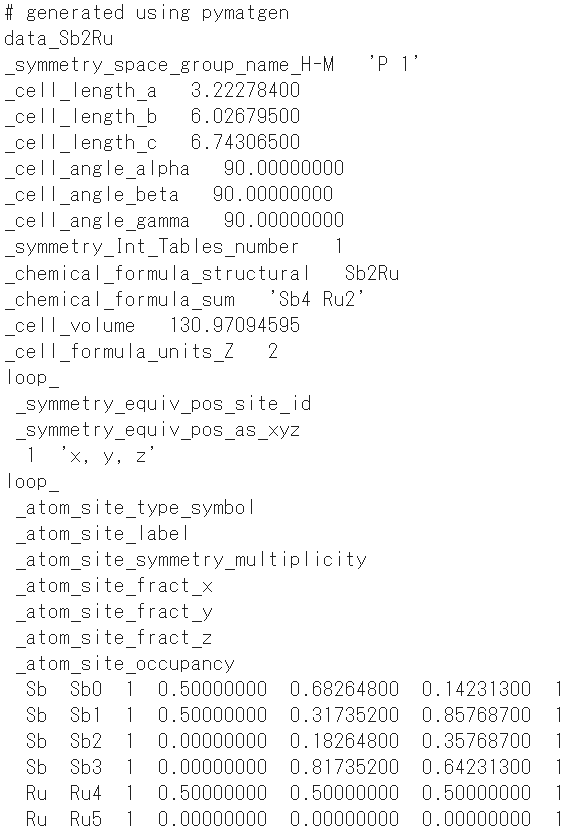 # generated using pymatgen
data_Sb2Ru
_symmetry_space_group_name_H-M   'P 1'
_cell_length_a   3.22278400
_cell_length_b   6.02679500
_cell_length_c   6.74306500
_cell_angle_alpha   90.00000000
_cell_angle_beta   90.00000000
_cell_angle_gamma   90.00000000
_symmetry_Int_Tables_number   1
_chemical_formula_structural   Sb2Ru
_chemical_formula_sum   'Sb4 Ru2'
_cell_volume   130.97094595
_cell_formula_units_Z   2
loop_
 _symmetry_equiv_pos_site_id
 _symmetry_equiv_pos_as_xyz
  1  'x, y, z'
loop_
 _atom_site_type_symbol
 _atom_site_label
 _atom_site_symmetry_multiplicity
 _atom_site_fract_x
 _atom_site_fract_y
 _atom_site_fract_z
 _atom_site_occupancy
  Sb  Sb0  1  0.50000000  0.68264800  0.14231300  1
  Sb  Sb1  1  0.50000000  0.31735200  0.85768700  1
  Sb  Sb2  1  0.00000000  0.18264800  0.35768700  1
  Sb  Sb3  1  0.00000000  0.81735200  0.64231300  1
  Ru  Ru4  1  0.50000000  0.50000000  0.50000000  1
  Ru  Ru5  1  0.00000000  0.00000000  0.00000000  1